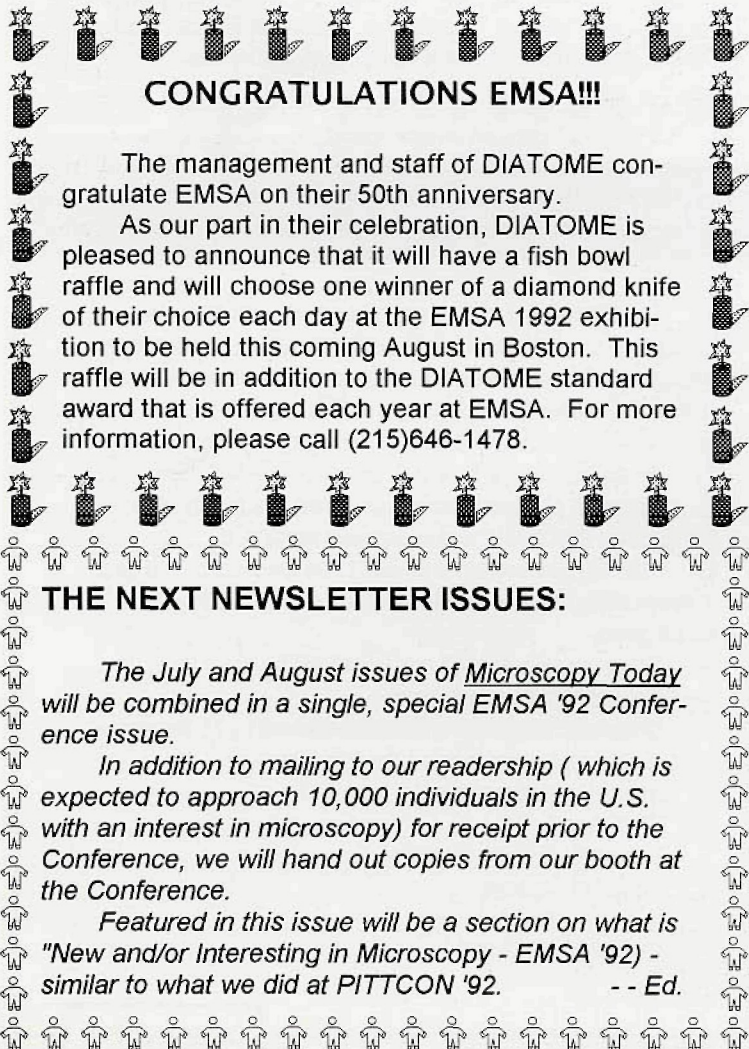 CONGRATULATIONS EMSA!!!
The management and staff of DIATOME con-
gratulate EMSA on their 50th anniversary.
As our part in their celebration, DIATOME is
pleased to announce that it will have a fish bowl
raffle and will choose one winner of a diamond knife
of their choice each day at the EMSA 1992 exhibi-
tion to be held this coming August in Boston. This
raffle will be in addition to the DIATOME standard
award that is offered each year at EMSA. For more
information, please call (215)646-1478.
THE NEXT NEWSLETTER ISSUES:
The July and August issues of Microscopy Today
will be combined in a single, special EMSA '92 Confer-
ence issue.
In addition to mailing to our readership ( which is
expected to approach 10,000 individuals in the U.S.
with an interest in microscopy) for receipt prior to the
Conference, we will hand out copies from our booth at
the Conference.
Featured in this issue will be a section on what is
"New and/or Interesting in Microscopy - EMSA '92) -
similar to what we did at PITTCON '92. - - Ed.